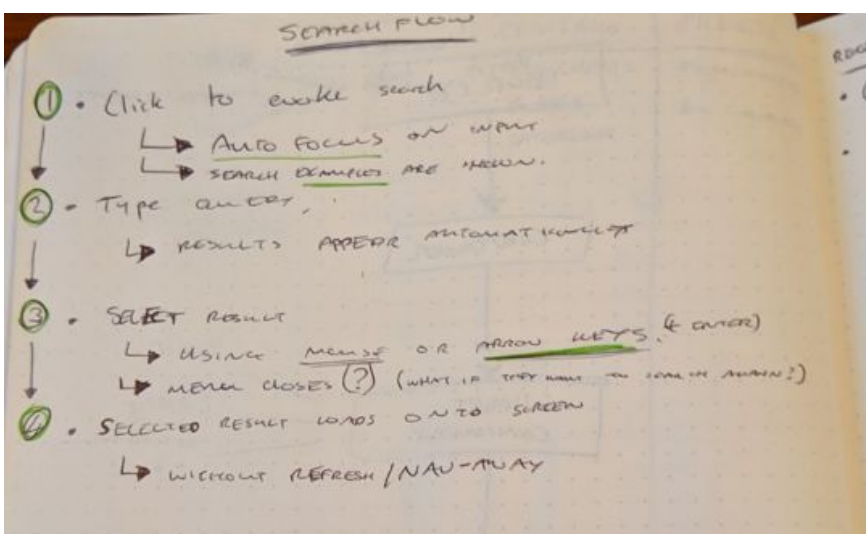 SEARCH FLOW
① • Click to evoke search
↳ AUTO FOCUS ON INPUT
↳ SEARCH EXAMPLES ARE SHOWN.
② • TYPE QUERY,
↳ RESULTS APPEAR AUTOMATICALLY
③ • SELECT RESULT
↳ USING MOUSE OR ARROW KEYS. (& ENTER)
↳ MENU CLOSES (?) (WHAT IF THEY WANT TO SEARCH AGAIN?)
④ • SELECTED RESULT LOADS ONTO SCREEN
↳ WITHOUT REFRESH/NAV-AWAY